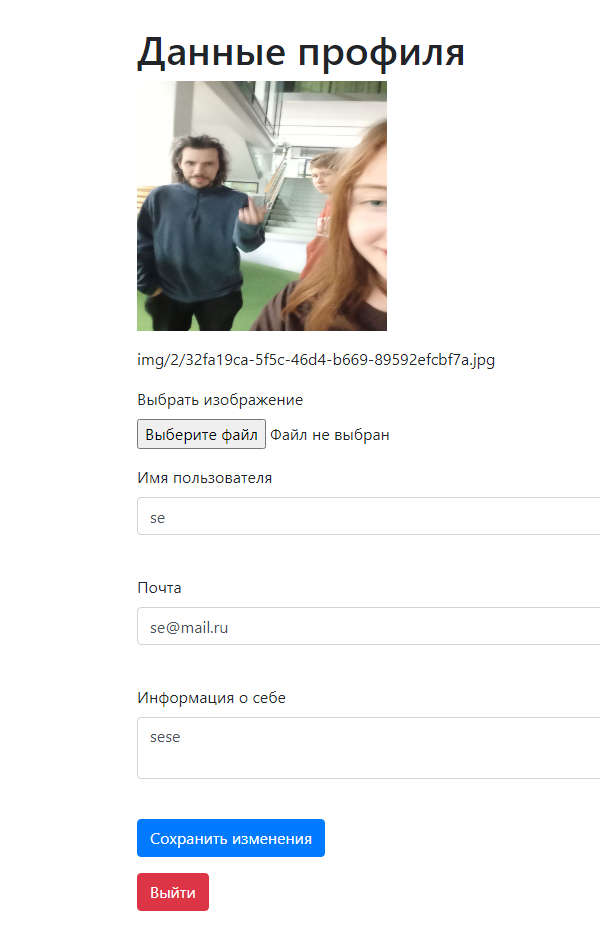 Данные профиля
img/2/32fa19ca-5f5c-46d4-b669-89592efcbf7a.jpg
Выбрать изображение
Выберите файл Файл не выбран
Имя пользователя
se
Почта
se@mail.ru
Информация о себе
sese
Сохранить изменения
Выйти